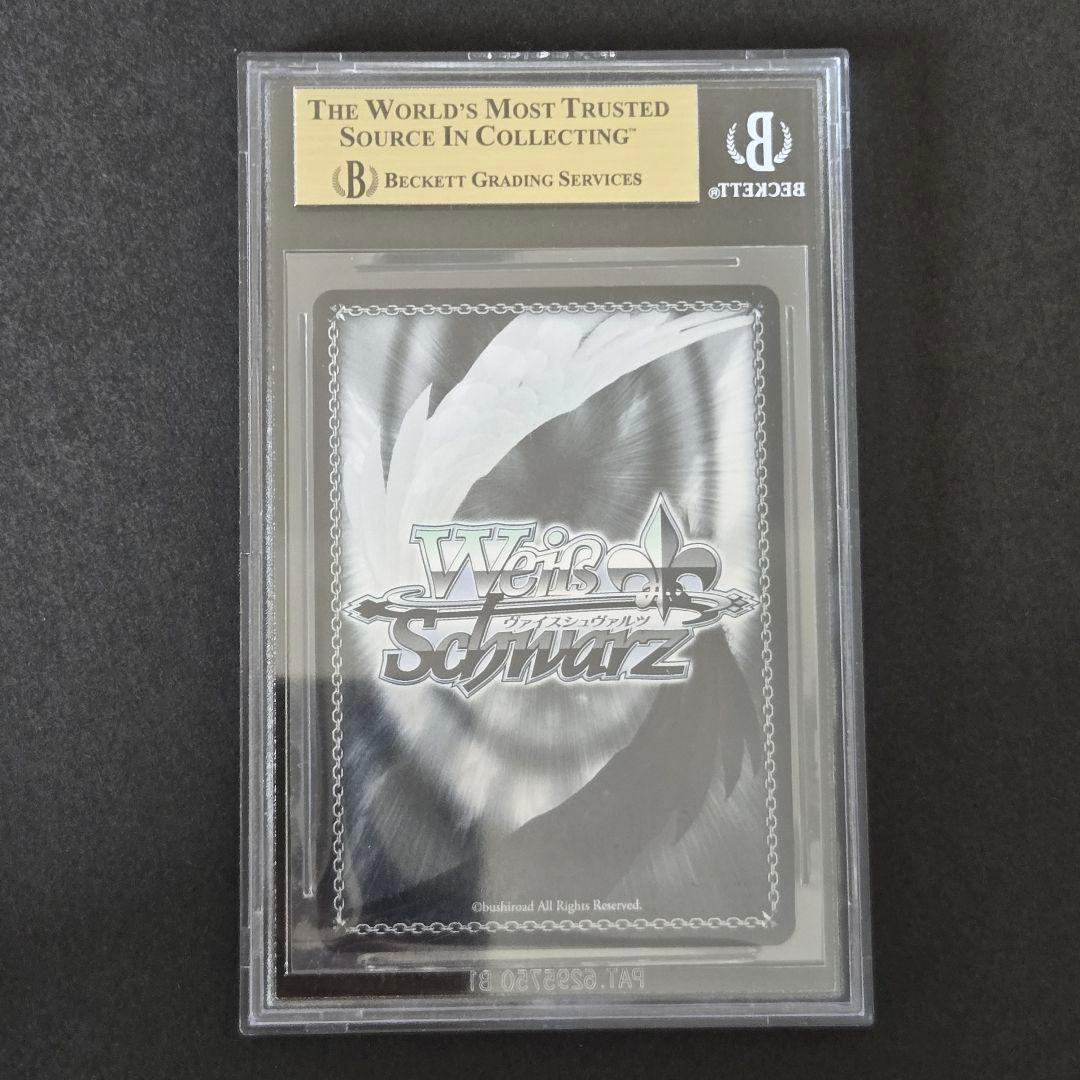 THE WORLD'S MOST TRUSTED
SOURCE IN COLLECTING™
B BECKETT GRADING SERVICES
B
BECKETT®
Weiß
ヴァイスシュヴァルツ
Schwarz
©bushiroad All Rights Reserved.
PAT. 6295750 B1